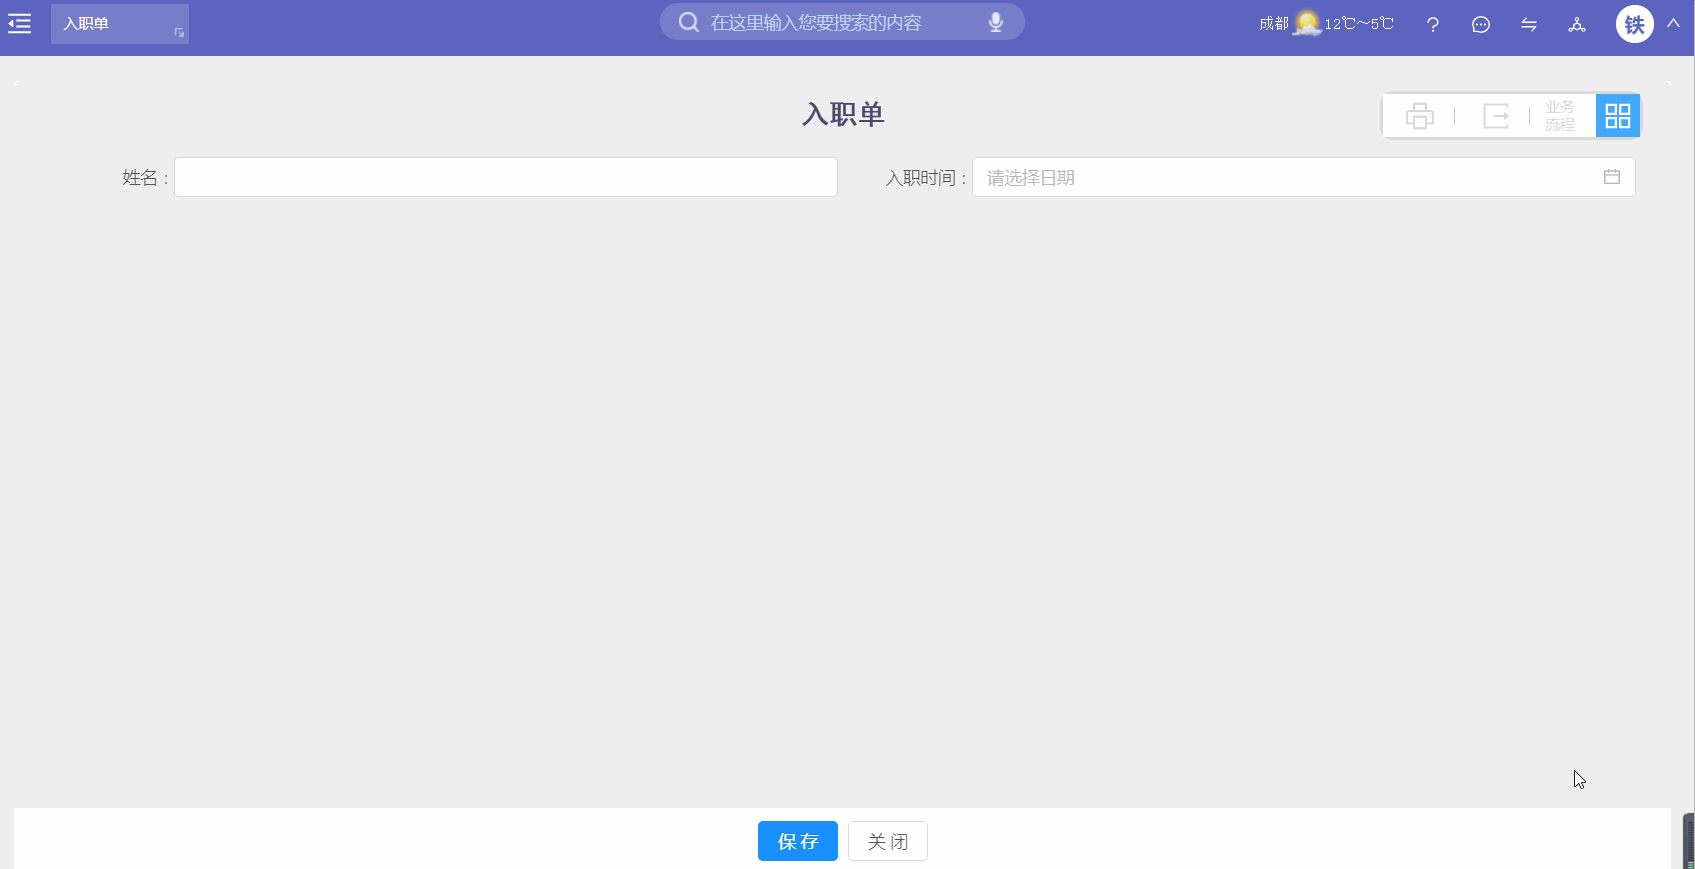 入职单
在这里输入您要搜索的内容
成都 12℃~5℃
铁
入职单
业务
流程
姓名 :
入职时间 : 请选择日期
保存 关闭